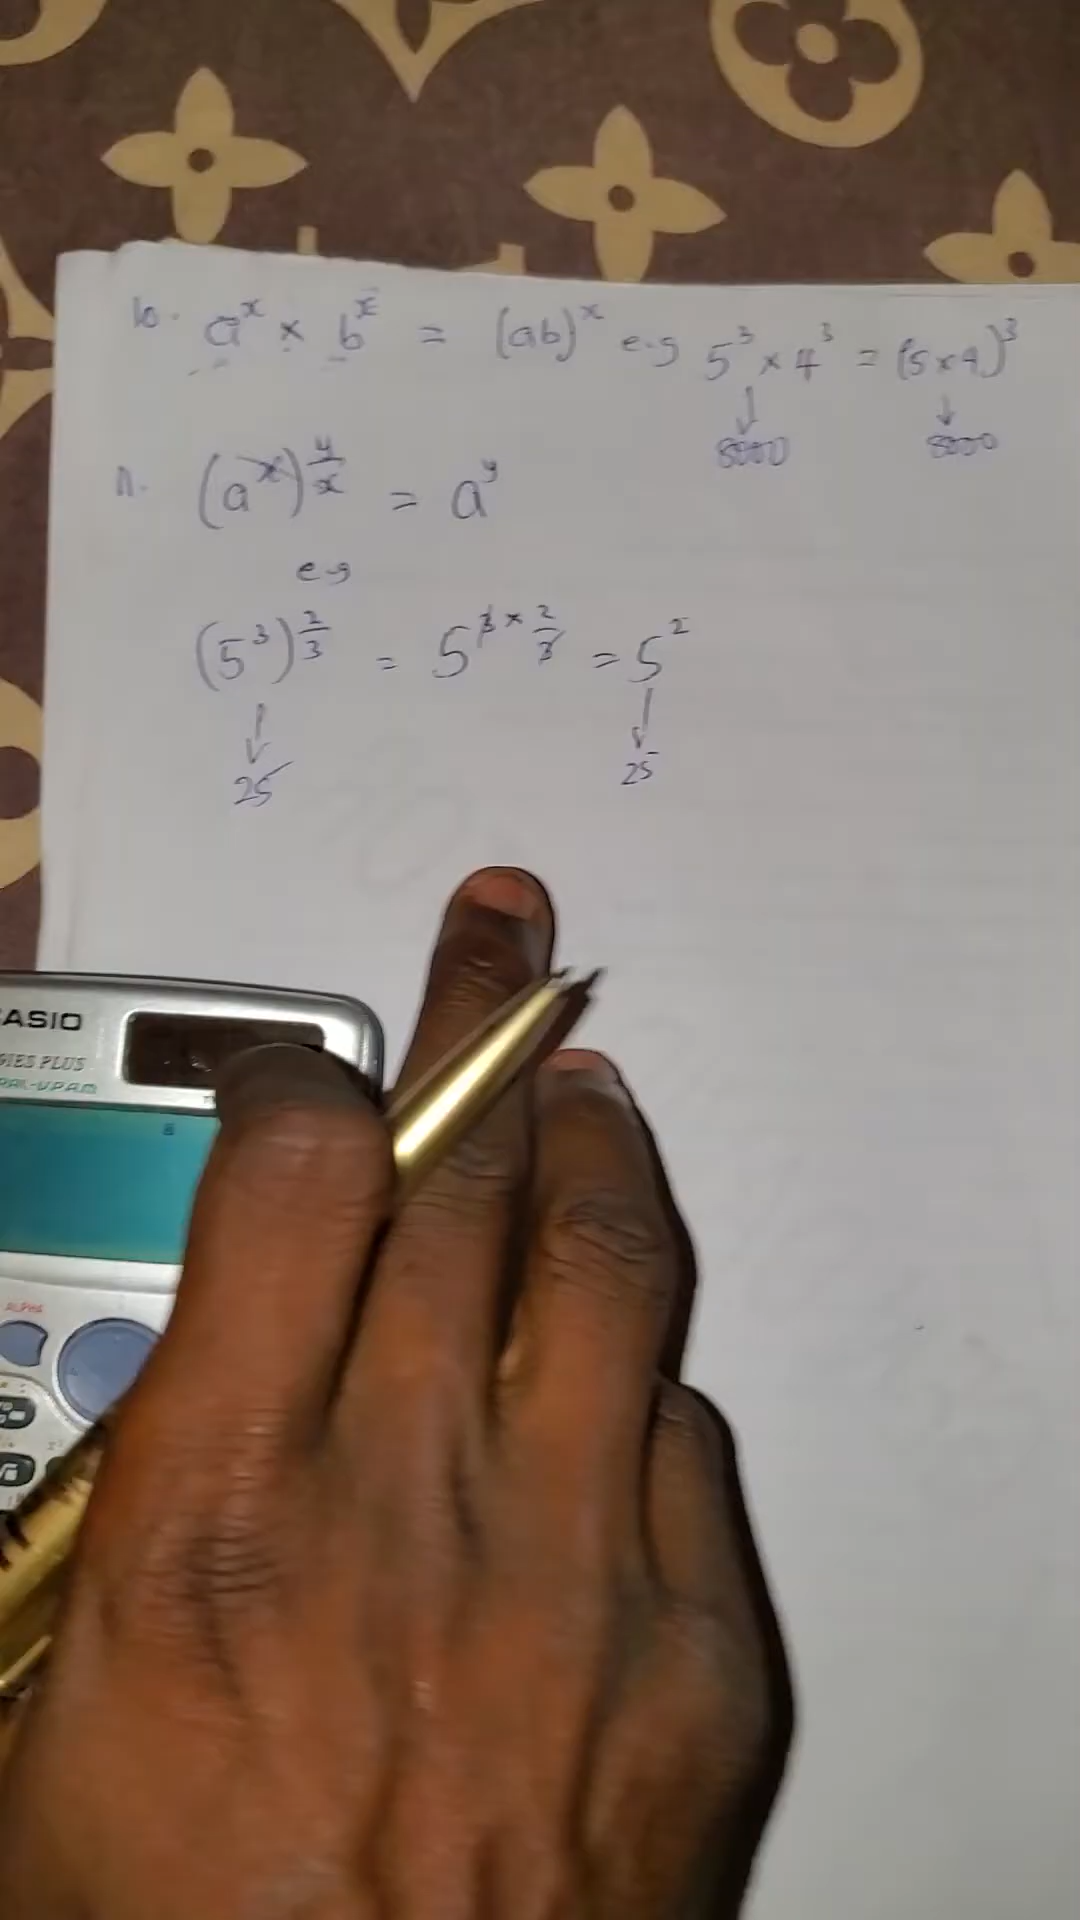 10. a^x × b^x = (ab)^x e.g 5^3 × 4^3 = (5×4)^3
↓ ↓
8000 8000
11. (a^x)^(y/x) = a^y
e.g
(5^3)^(2/3) = 5^(3 × 2/3) = 5^2
↓ ↓
25 25
CASIO
ALPHA